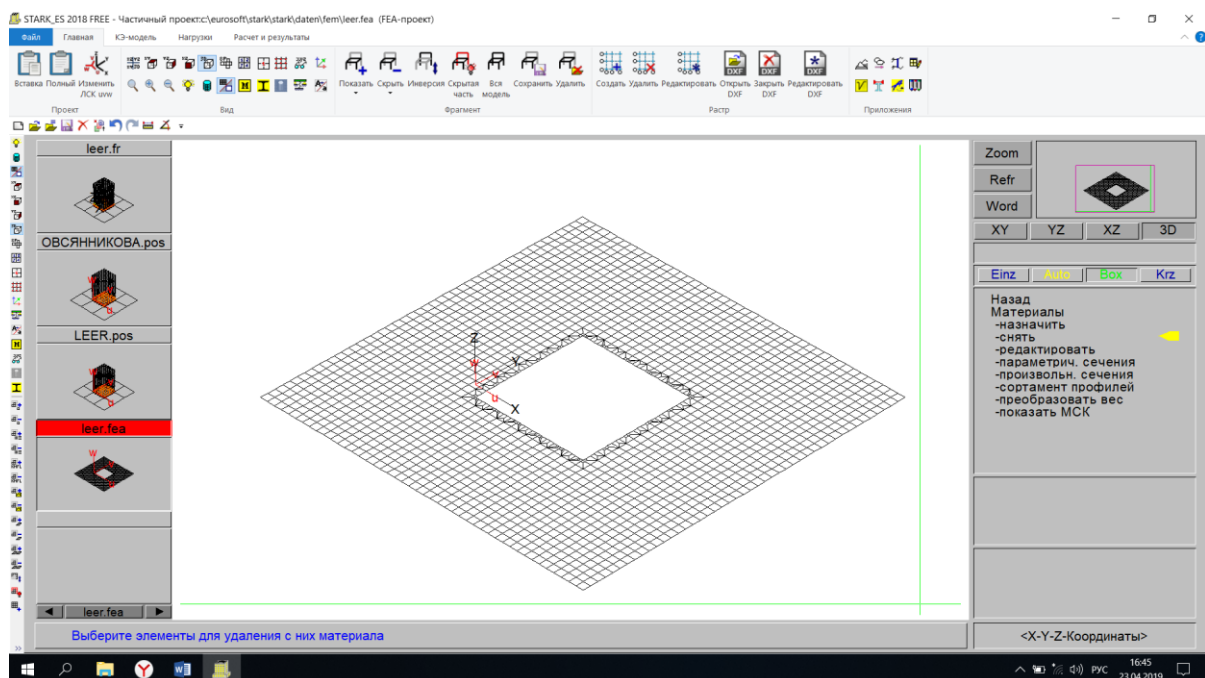 STARK_ES 2018 FREE - Частичный проект:c:\eurosoft\stark\stark\daten\fem\leer.fea (FEA-проект)
Файл Главная КЭ-модель Нагрузки Расчет и результаты
Вставка Полный Изменить ЛСК uvw
Показать Скрыть Инверсия Скрытая часть Вся модель Сохранить Удалить
Создать Удалить Редактировать Открыть DXF Закрыть DXF Редактировать DXF
Проект Вид Фрагмент Растр Приложения
leer.fr
ОВСЯННИКОВА.pos
LEER.pos
leer.fea
leer.fea
Z
w
Y
v
u
X
Zoom
Refr
Word
XY YZ XZ 3D
Einz Auto Box Krz
Назад
Материалы
-назначить
-снять
-редактировать
-параметрич. сечения
-произвольн. сечения
-сортамент профилей
-преобразовать вес
-показать МСК
Выберите элементы для удаления с них материала
<X-Y-Z-Координаты>
РУС
16:45
23.04.2019